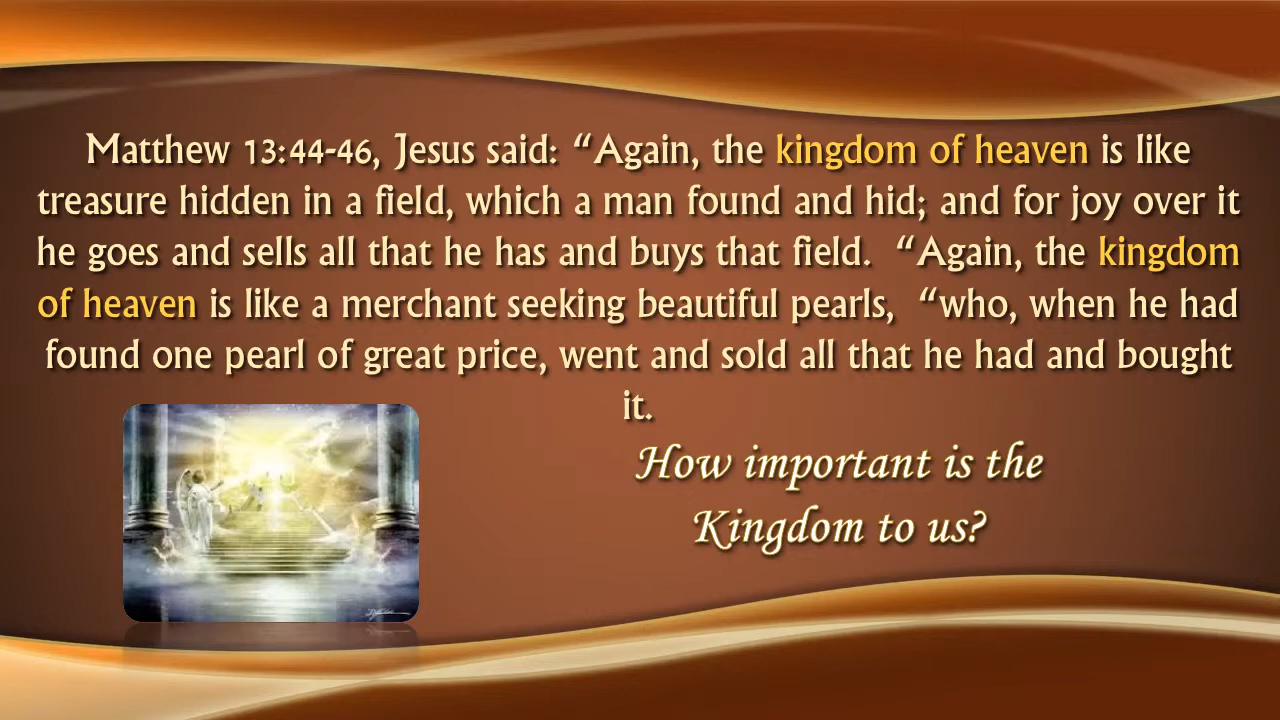 Matthew 13:44-46, Jesus said: “Again, the kingdom of heaven is like
treasure hidden in a field, which a man found and hid; and for joy over it
he goes and sells all that he has and buys that field.  “Again, the kingdom
of heaven is like a merchant seeking beautiful pearls,  “who, when he had
found one pearl of great price, went and sold all that he had and bought
it.
How important is the
Kingdom to us?